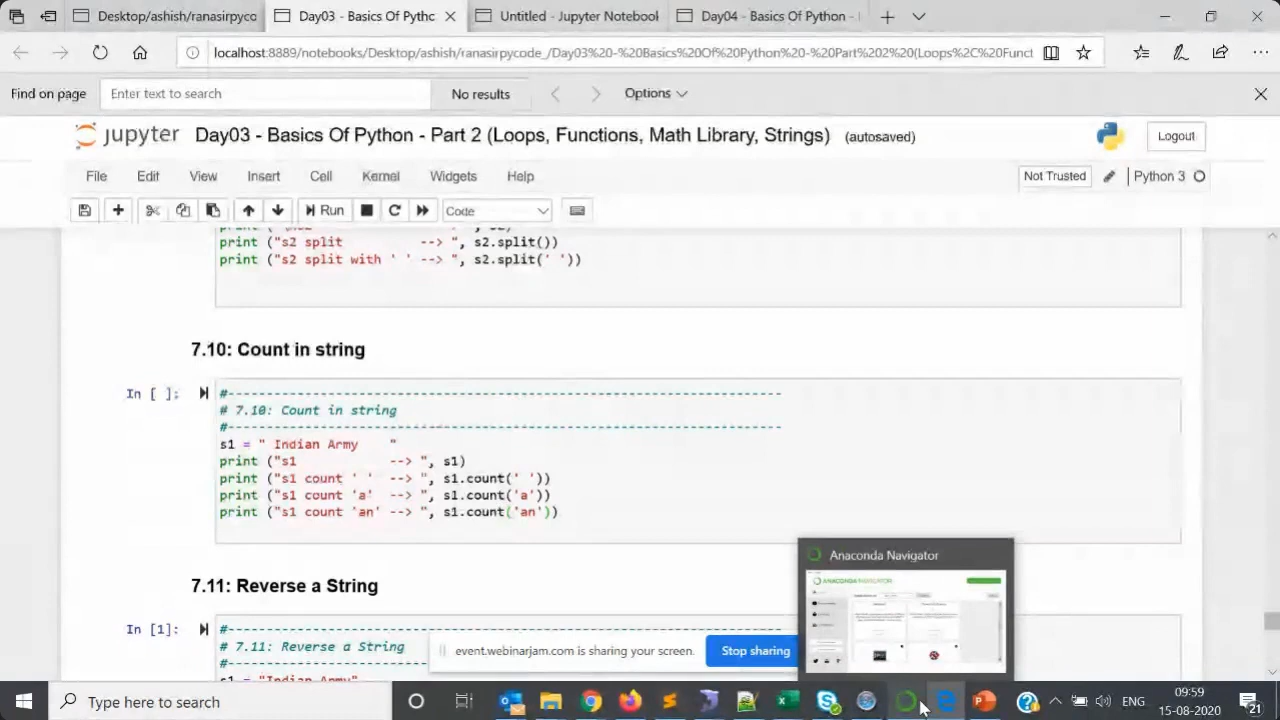 Desktop/ashish/ranasirpyco
Day03 - Basics Of Pythc
Untitled - Jupyter Notebool
Day04 - Basics Of Python -
localhost:8889/notebooks/Desktop/ashish/ranasirpycode_/Day03%20-%20Basics%20Of%20Python%20-%20Part%202%20(Loops%2C%20Funct
Find on page
Enter text to search
No results
Options
jupyter
Day03 - Basics Of Python - Part 2 (Loops, Functions, Math Library, Strings)
(autosaved)
Logout
File Edit View Insert Cell Kernel Widgets Help
Not Trusted
Python 3
Run
Code
print ("s2 split --> ", s2.split())
print ("s2 split with ' ' --> ", s2.split(' '))
7.10: Count in string
In [ ]:
#-------------------------------------------------------------------
# 7.10: Count in string
#-------------------------------------------------------------------
s1 = " Indian Army    "
print ("s1 --> ", s1)
print ("s1 count ' ' --> ", s1.count(' '))
print ("s1 count 'a' --> ", s1.count('a'))
print ("s1 count 'an' --> ", s1.count('an'))
7.11: Reverse a String
In [1]:
#-------------------------------------------------------------------
# 7.11: Reverse a String
s1 = "Indian Army"
Anaconda Navigator
ANACONDA NAVIGATOR
event.webinarjam.com is sharing your screen.
Stop sharing
Type here to search
ENG
09:59
15-08-2020
21